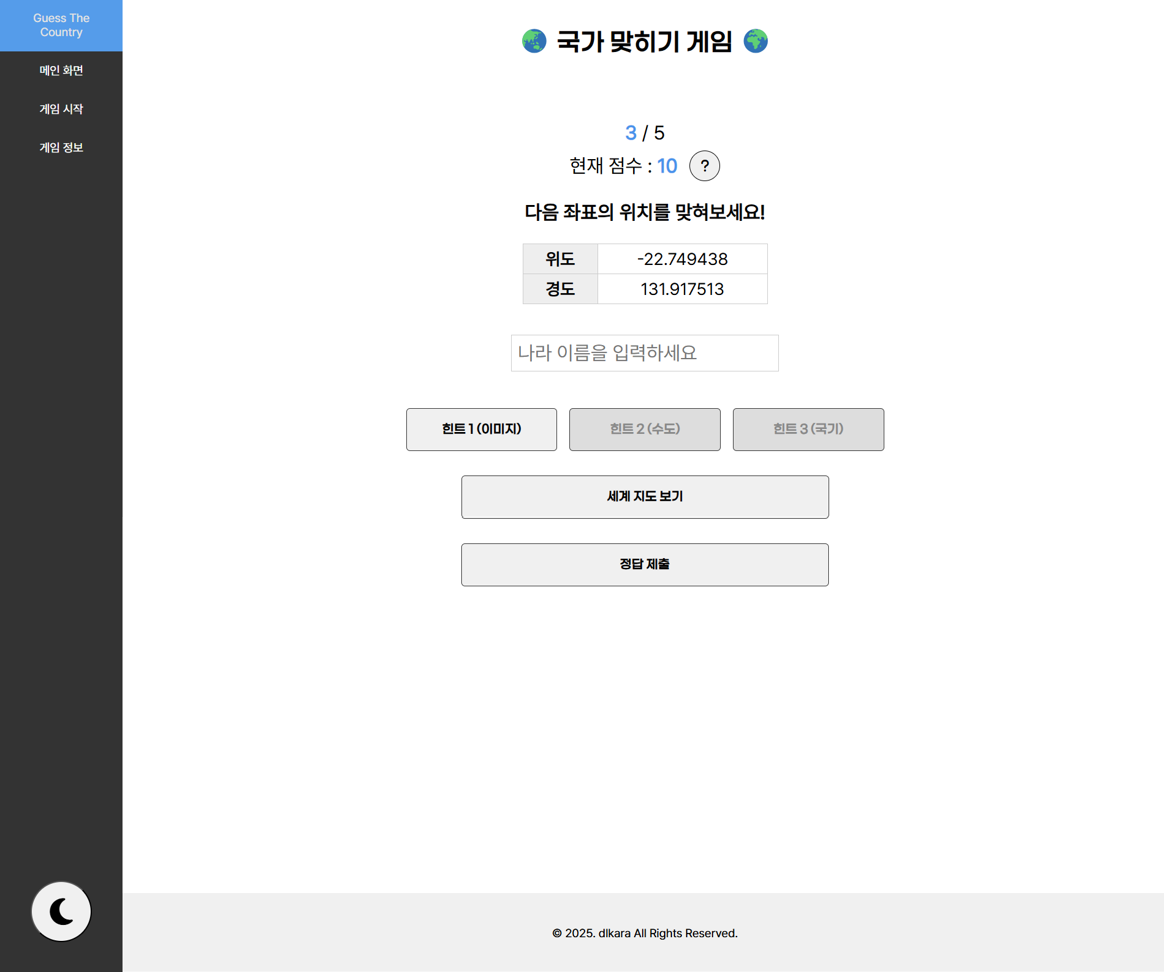 Guess The
Country
메인 화면
게임 시작
게임 정보
국가 맞히기 게임
3 / 5
현재 점수 : 10 ?
다음 좌표의 위치를 맞혀보세요!
위도 -22.749438
경도 131.917513
나라 이름을 입력하세요
힌트 1 (이미지) 힌트 2 (수도) 힌트 3 (국기)
세계 지도 보기
정답 제출
© 2025. dlkara All Rights Reserved.